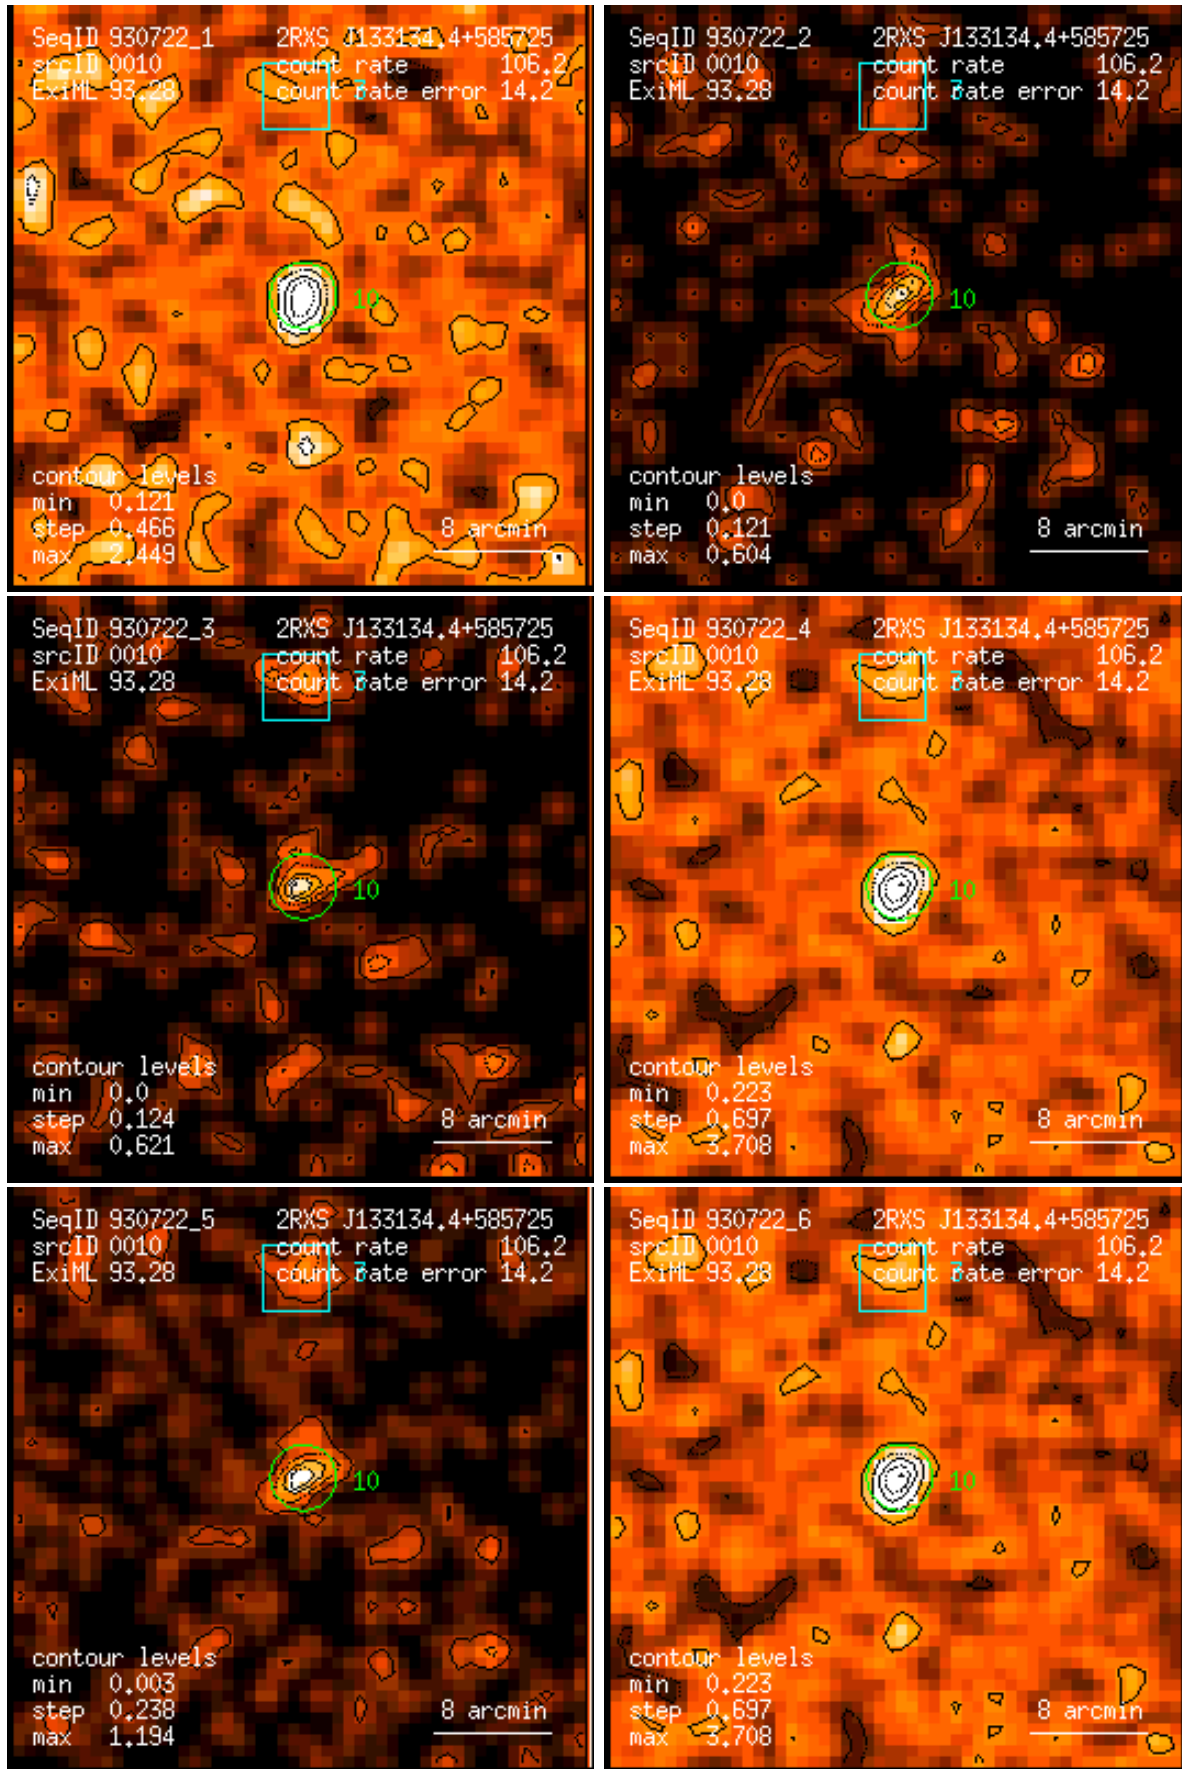 SeqID 930722_1 2RXS J133134.4+585725
srcID 0010 count rate 106.2
ExiML 93.28 count rate error 14.2
10
contour levels
min 0.121
step 0.466 8 arcmin
max 2.449
SeqID 930722_2 2RXS J133134.4+585725
srcID 0010 count rate 106.2
ExiML 93.28 count rate error 14.2
10
contour levels
min 0.0
step 0.121 8 arcmin
max 0.604
SeqID 930722_3 2RXS J133134.4+585725
srcID 0010 count rate 106.2
ExiML 93.28 count rate error 14.2
10
contour levels
min 0.0
step 0.124 8 arcmin
max 0.621
SeqID 930722_4 2RXS J133134.4+585725
srcID 0010 count rate 106.2
ExiML 93.28 count rate error 14.2
10
contour levels
min 0.223
step 0.697 8 arcmin
max 3.708
SeqID 930722_5 2RXS J133134.4+585725
srcID 0010 count rate 106.2
ExiML 93.28 count rate error 14.2
10
contour levels
min 0.003
step 0.238 8 arcmin
max 1.194
SeqID 930722_6 2RXS J133134.4+585725
srcID 0010 count rate 106.2
ExiML 93.28 count rate error 14.2
10
contour levels
min 0.223
step 0.697 8 arcmin
max 3.708